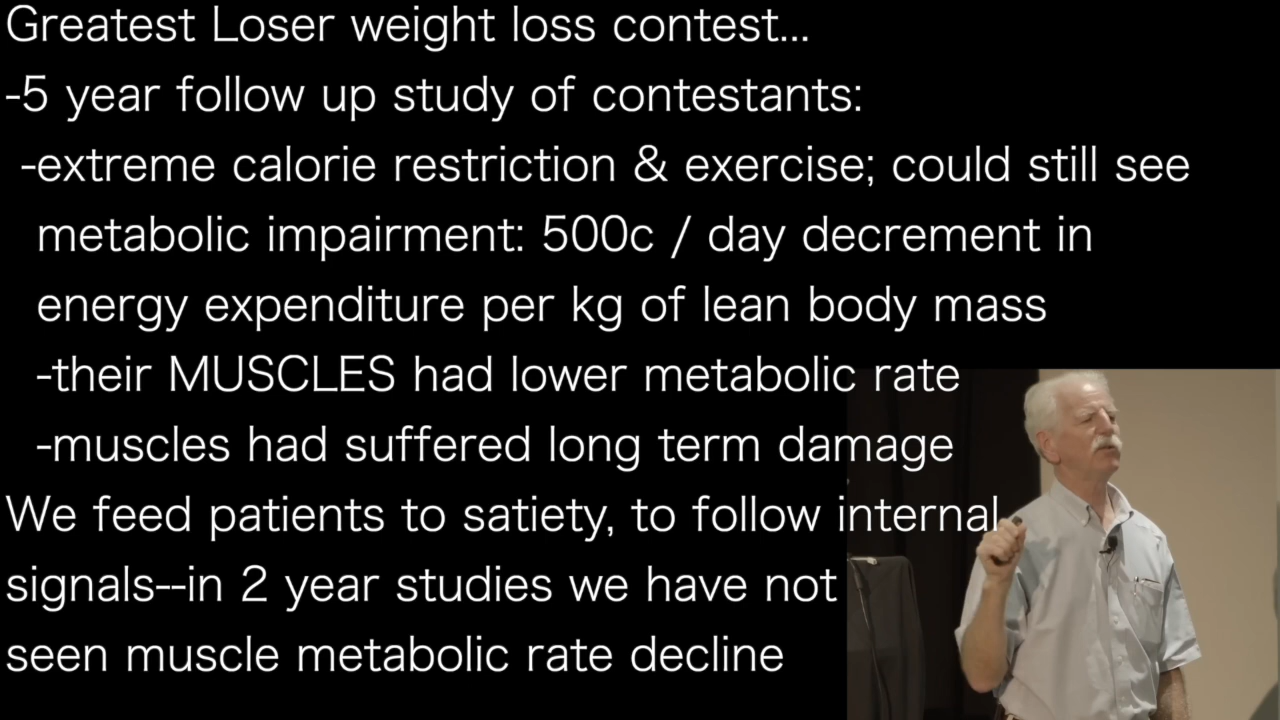 Greatest Loser weight loss contest...
-5 year follow up study of contestants:
-extreme calorie restriction & exercise; could still see
metabolic impairment: 500c / day decrement in
energy expenditure per kg of lean body mass
-their MUSCLES had lower metabolic rate
-muscles had suffered long term damage
We feed patients to satiety, to follow internal
signals--in 2 year studies we have not
seen muscle metabolic rate decline